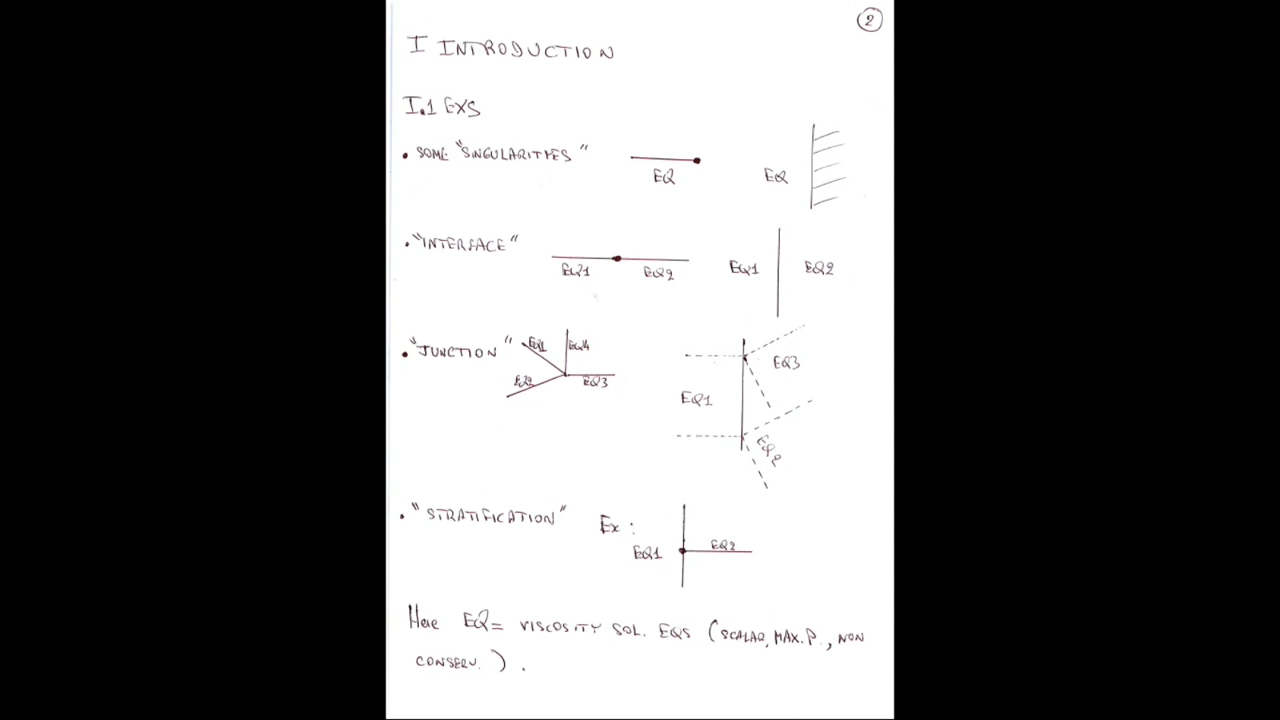 2
I INTRODUCTION
I.1 EXS
• SOME "SINGULARITIES"
EQ
EQ
• "INTERFACE"
EQ1 EQ2 EQ1 EQ2
• "JUNCTION"
EQ1 EQ4
EQ2 EQ3
EQ3
EQ1
EQ2
• "STRATIFICATION" Ex:
EQ1 EQ2
Here EQ = VISCOSITY SOL. EQS (SCALAR, MAX. P., NON
CONSERV.).